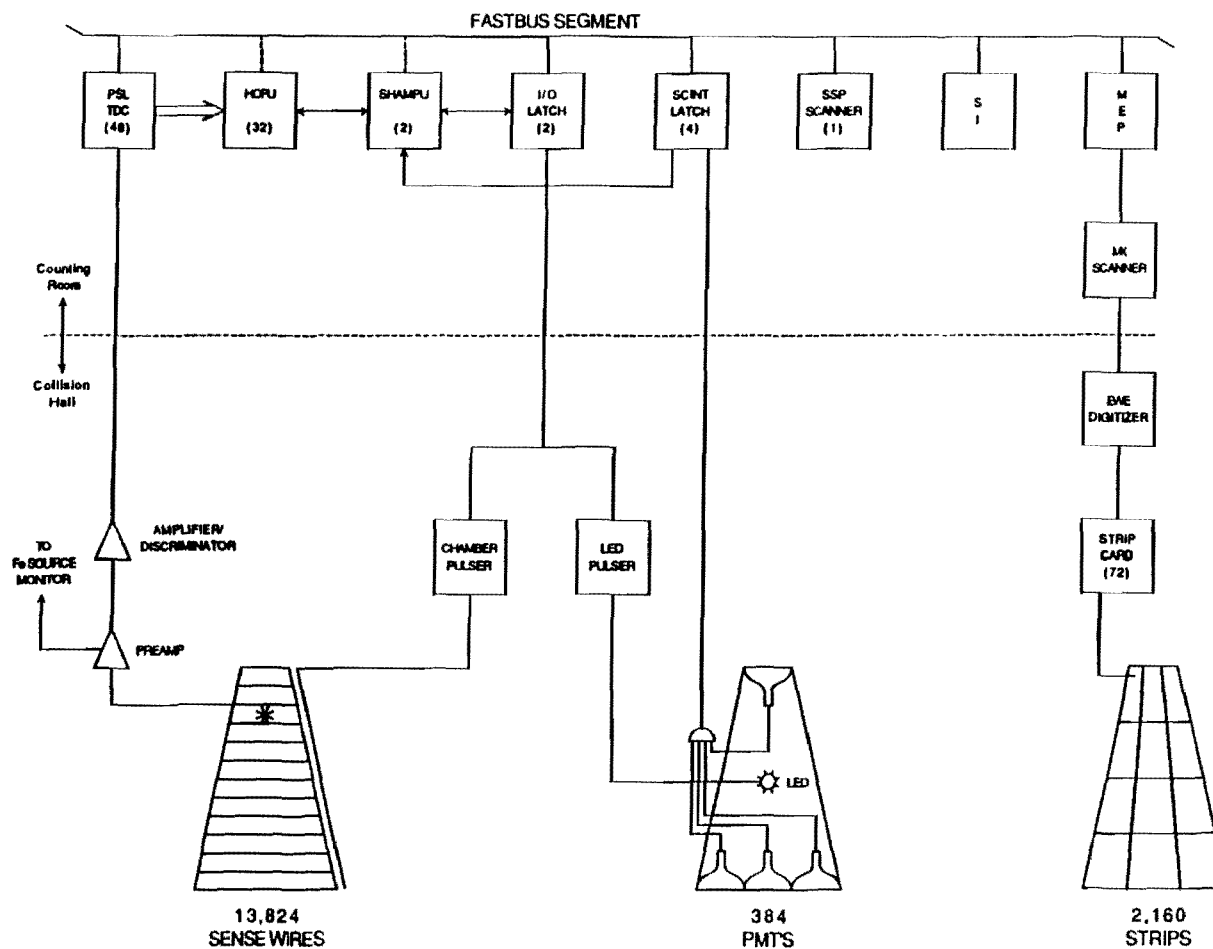 FASTBUS SEGMENT
PSL
TDC
(48)
HOPU
(32)
SHAMPU
(2)
I/O
LATCH
(2)
SCINT
LATCH
(4)
SSP
SCANNER
(1)
S
I
M
E
P
Counting
Room
MX
SCANNER
Collision
Hall
EWE
DIGITIZER
AMPLIFIER/
DISCRIMINATOR
TO
Fe SOURCE
MONITOR
CHAMBER
PULSER
LED
PULSER
STRIP
CARD
(72)
PREAMP
LED
13,824
SENSE WIRES
384
PMT'S
2,160
STRIPS